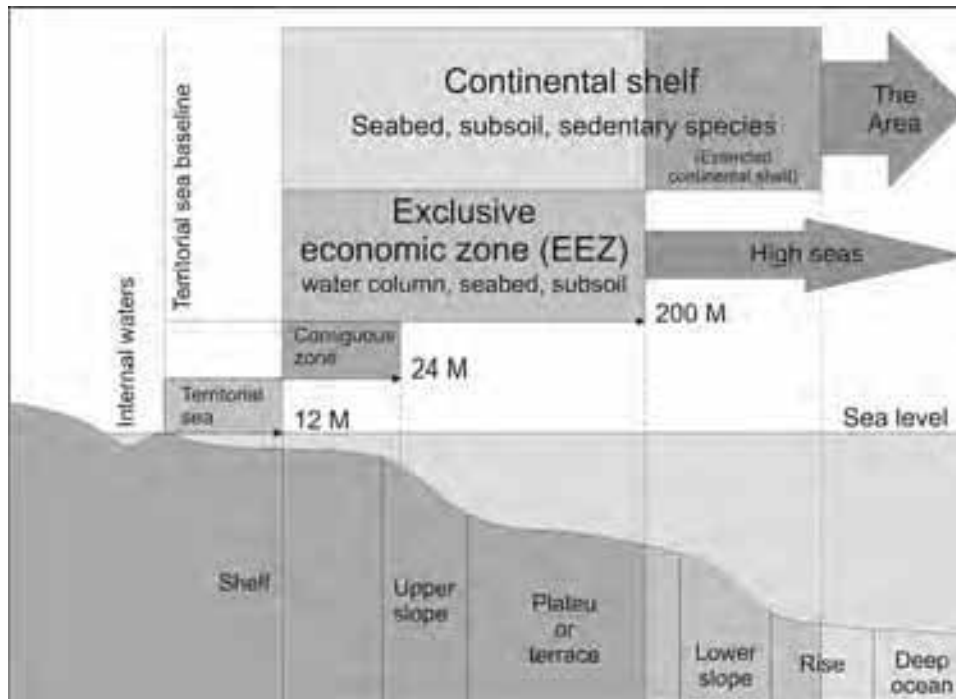 Continental shelf
Seabed, subsoil, sedentary species
(Extended
continental shelf)
The
Area
Exclusive
economic zone (EEZ)
water column, seabed, subsoil
High seas
200 M
Contiguous
zone
24 M
Territorial
sea
12 M
Internal waters
Territorial sea baseline
Sea level
Shelf
Upper
slope
Plateu
or
terrace
Lower
slope
Rise
Deep
ocean